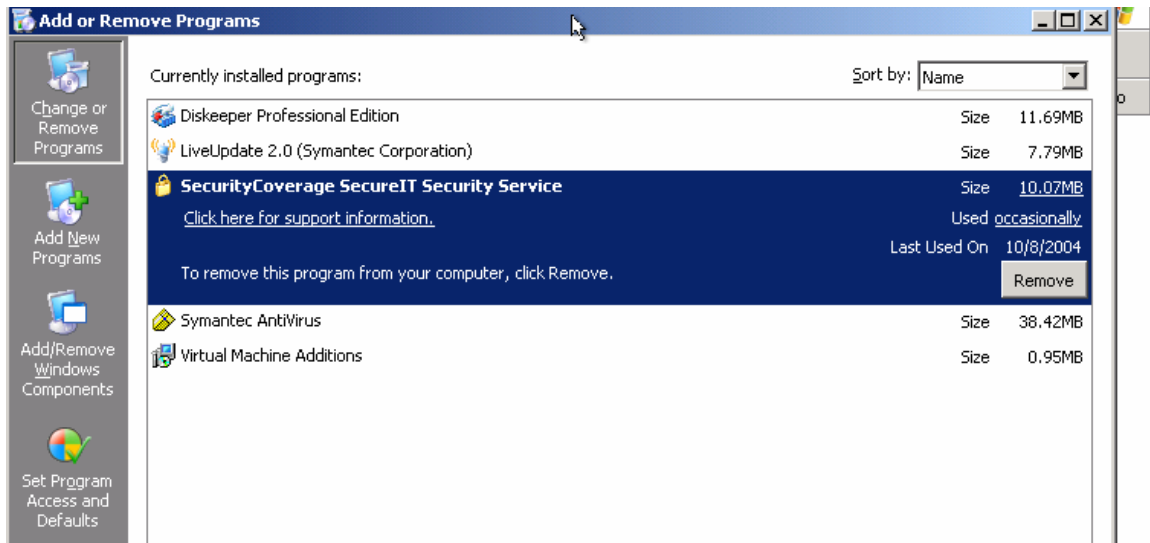 Add or Remove Programs
Change or
Remove
Programs
Add New
Programs
Add/Remove
Windows
Components
Set Program
Access and
Defaults
Currently installed programs:
Sort by: Name
Diskeeper Professional Edition Size 11.69MB
LiveUpdate 2.0 (Symantec Corporation) Size 7.79MB
SecurityCoverage SecureIT Security Service Size 10.07MB
Click here for support information. Used occasionally
Last Used On 10/8/2004
To remove this program from your computer, click Remove. Remove
Symantec AntiVirus Size 38.42MB
Virtual Machine Additions Size 0.95MB